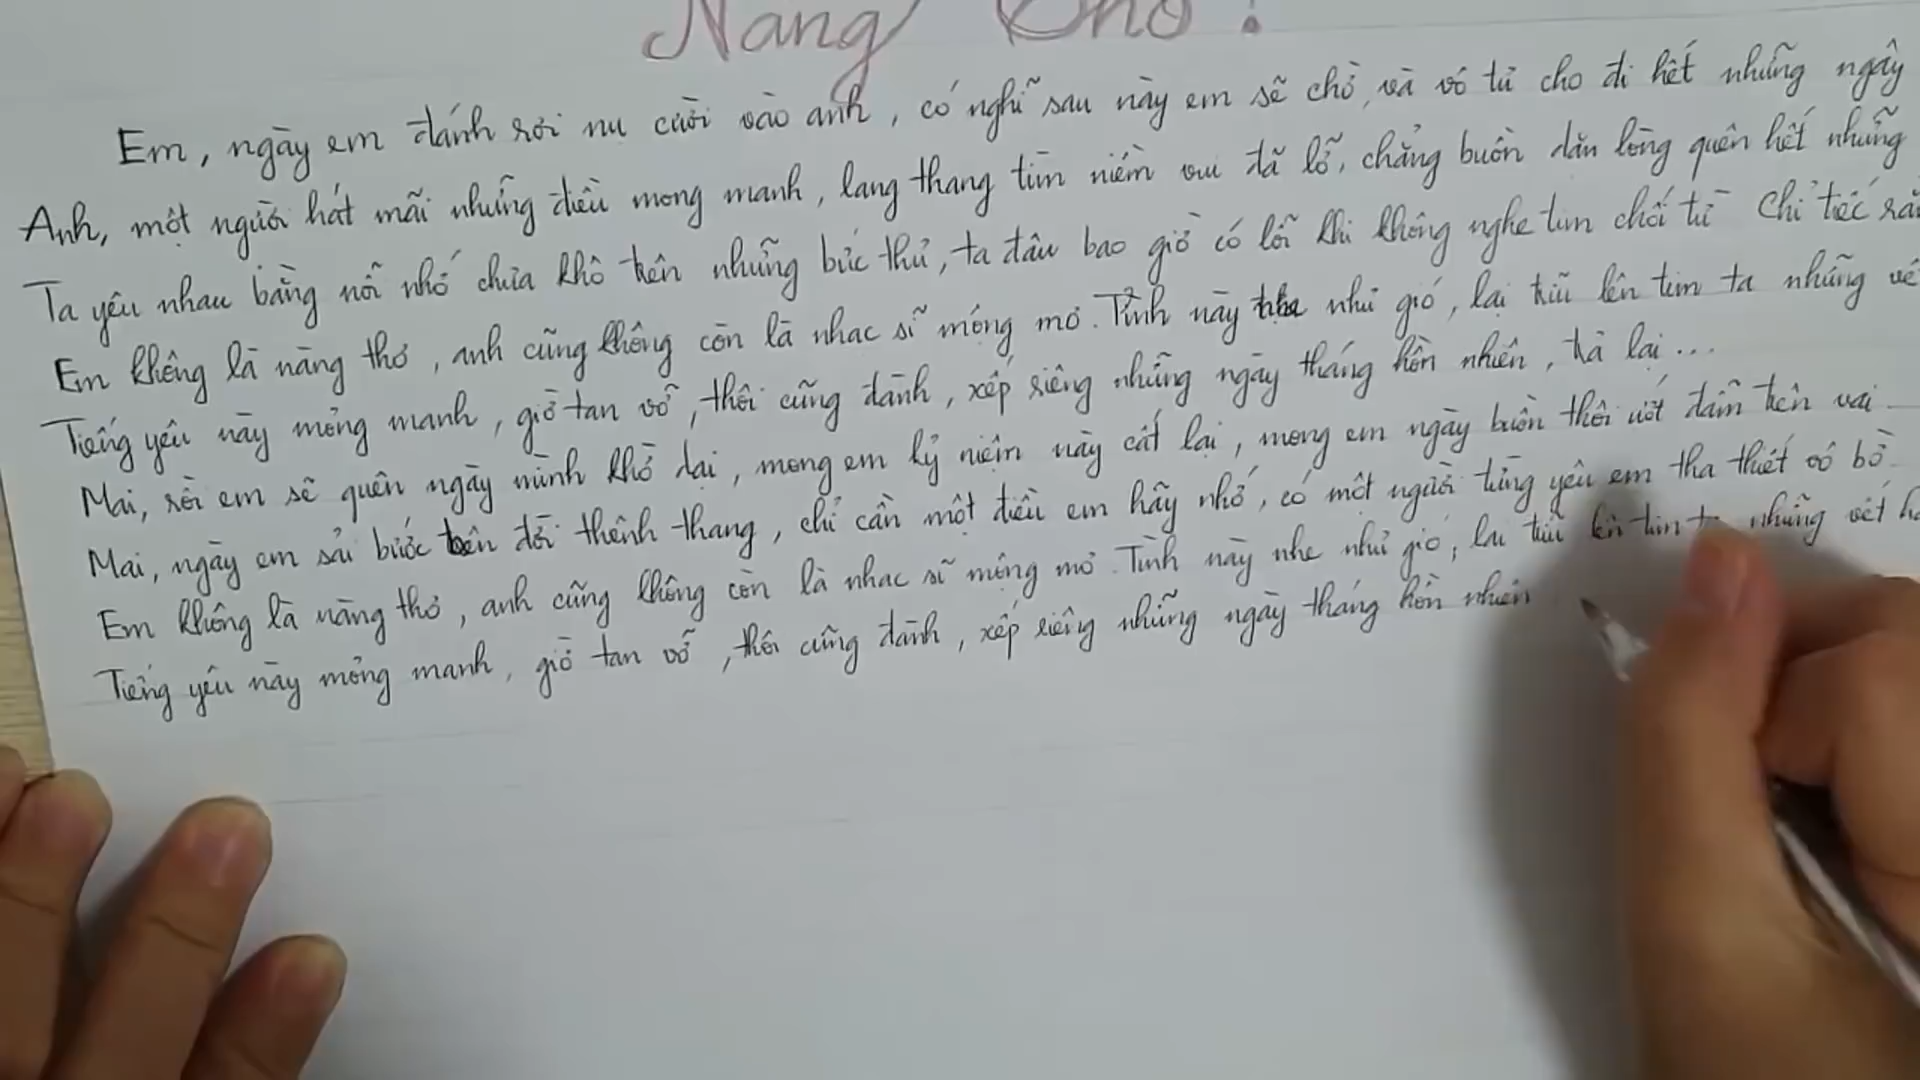 Nàng Thơ!
Em, ngày em đánh rơi nụ cười vào anh, có nghĩ sau này em sẽ chờ, và vô tư cho đi hết những ngây
Anh, một người hát mãi những điều mong manh, lang thang tìm niềm vui đã lỡ, chẳng buồn dặn lòng quên hết những
Ta yêu nhau bằng nỗi nhớ chưa khô trên những bức thư, ta đâu bao giờ có lỗi khi không nghe tim chối từ Chỉ tiếc
Em không là nàng thơ, anh cũng không còn là nhạc sĩ mộng mơ. Tình này như gió, lại trĩu lên tim ta những
Tiếng yêu này mỏng manh, giờ tan vỡ, thôi cũng đành, xếp riêng những ngày tháng hồn nhiên, trả lại...
Mai, rồi em sẽ quên ngày mình khờ dại, mong em kỷ niệm này cất lại, mong em ngày buồn thôi ướt đẫm trên vai
Mai, ngày em sải bước bên đời thênh thang, chỉ cần một điều em hãy nhớ, có một người từng yêu em tha thiết vô bờ
Em không là nàng thơ, anh cũng không còn là nhạc sĩ mộng mơ. Tình này nhẹ như gió, lại trĩu lên tim những vết
Tiếng yêu này mỏng manh, giờ tan vỡ, thôi cũng đành, xếp riêng những ngày tháng hồn nhiên